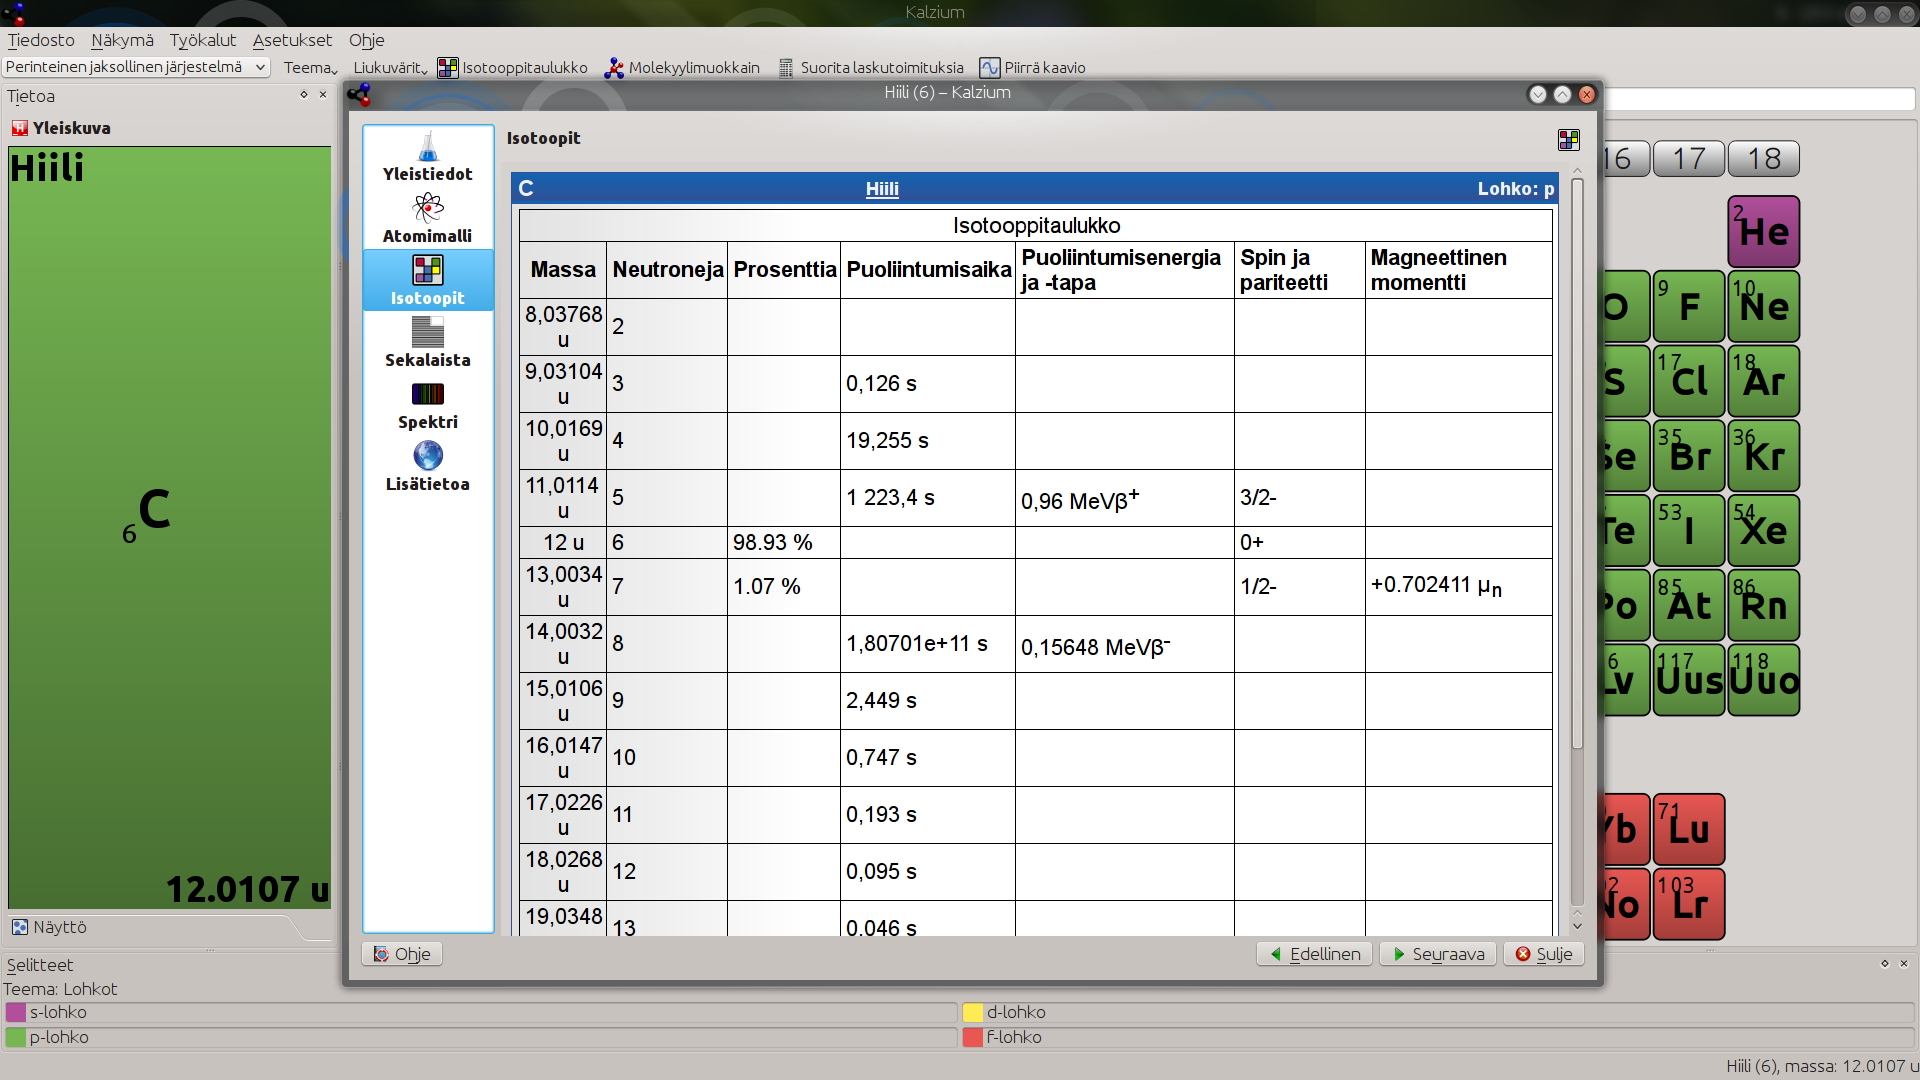 Kalzium
Tiedosto Näkymä Työkalut Asetukset Ohje
Perinteinen jaksollinen järjestelmä Teema Liukuvärit Isotooppitaulukko Molekyylimuokkain Suorita laskutoimituksia Piirrä kaavio
Tietoa
Yleiskuva
Hiili
6 C
12.0107 u
Näyttö
Hiili (6) – Kalzium
Yleistiedot
Atomimalli
Isotoopit
Sekalaista
Spektri
Lisätietoa
Isotoopit
C Hiili Lohko: p
Isotooppitaulukko
Massa Neutroneja Prosenttia Puoliintumisaika Puoliintumisenergia ja -tapa Spin ja pariteetti Magneettinen momentti
8,03768 u 2
9,03104 u 3 0,126 s
10,0169 u 4 19,255 s
11,0114 u 5 1 223,4 s 0,96 MeVβ+ 3/2-
12 u 6 98.93 % 0+
13,0034 u 7 1.07 % 1/2- +0.702411 μn
14,0032 u 8 1,80701e+11 s 0,15648 MeVβ-
15,0106 u 9 2,449 s
16,0147 u 10 0,747 s
17,0226 u 11 0,193 s
18,0268 u 12 0,095 s
19,0348 13 0,046 s
Ohje Edellinen Seuraava Sulje
16 17 18
2 He
O 9 F 10 Ne
S 17 Cl 18 Ar
Se 35 Br 36 Kr
Te 53 I 54 Xe
Po 85 At 86 Rn
6 Lv 117 Uus 118 Uuo
Yb 71 Lu
02 No 103 Lr
Selitteet
Teema: Lohkot
s-lohko d-lohko
p-lohko f-lohko
Hiili (6), massa: 12.0107 u